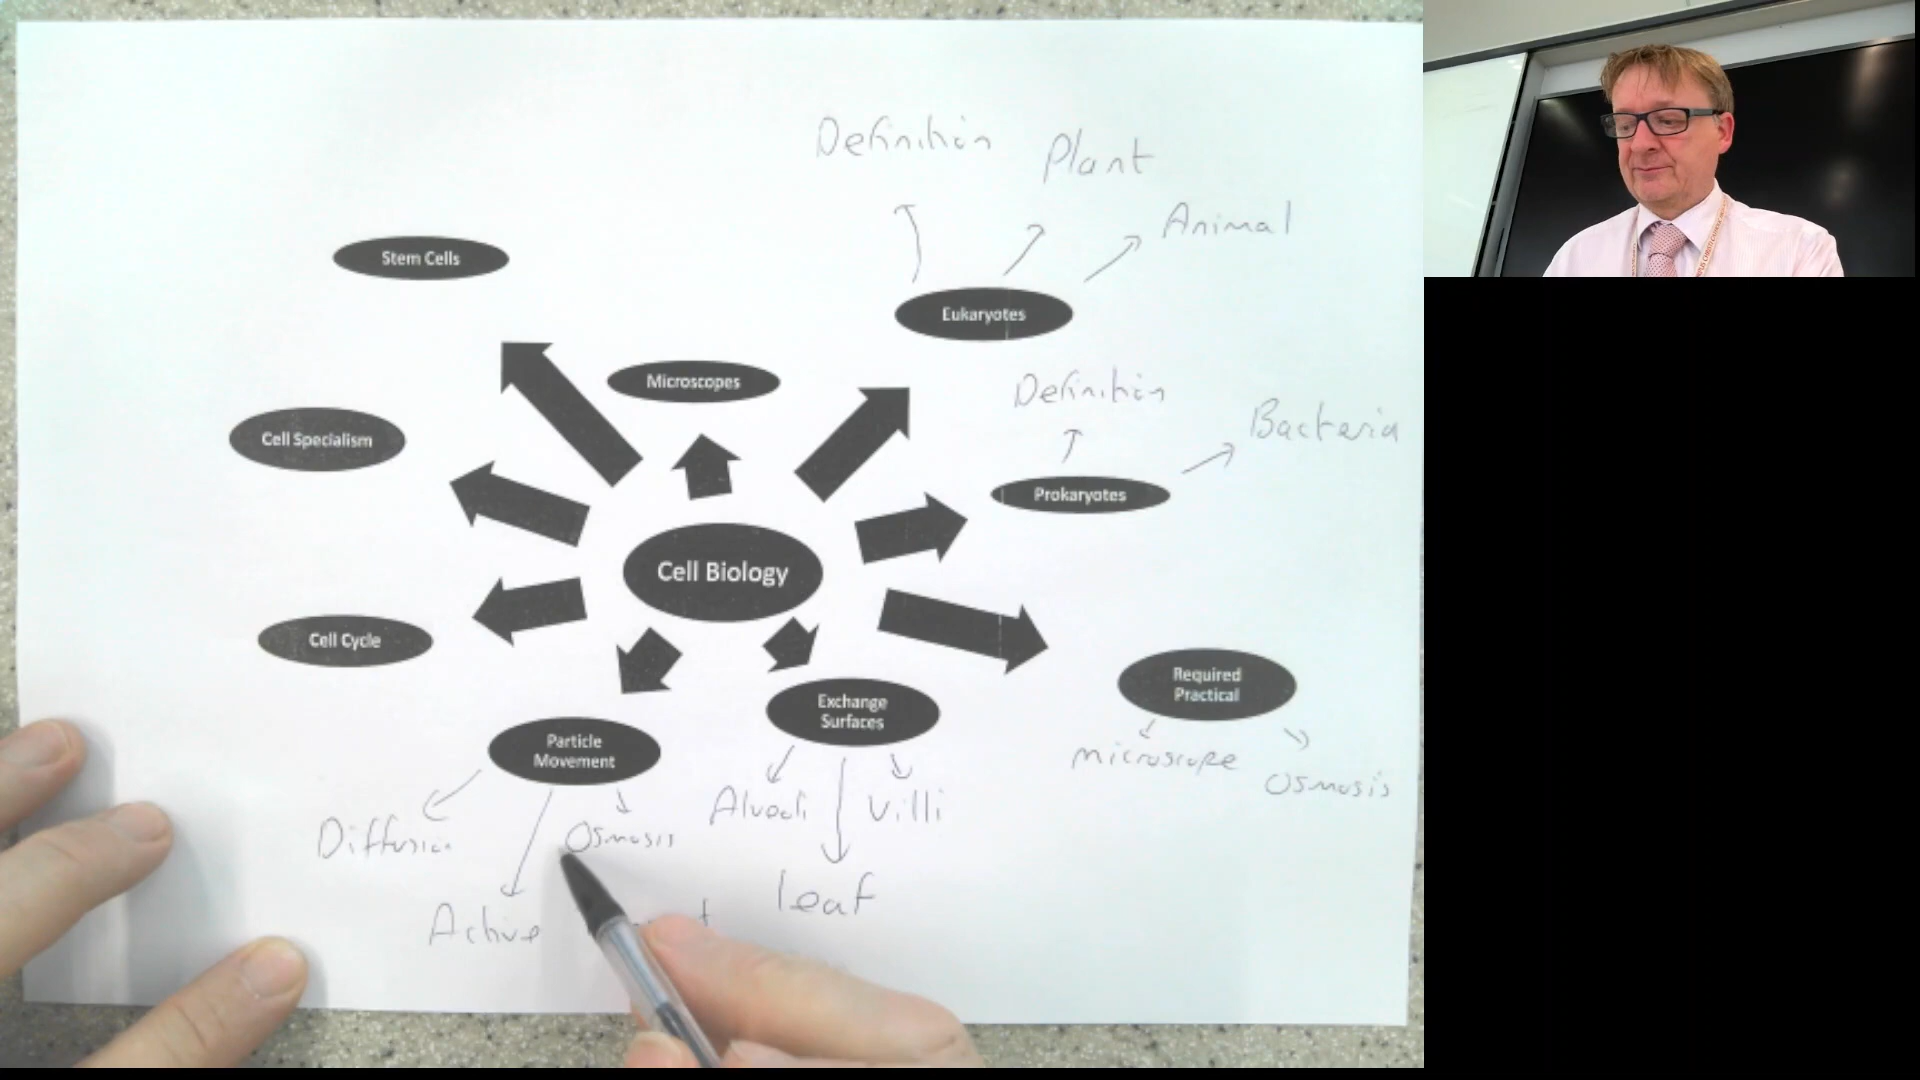 Definition
Plant
Animal
Stem Cells
Eukaryotes
Microscopes
Definition
Bacteria
Cell Specialism
Prokaryotes
Cell Biology
Cell Cycle
Required
Practical
Exchange
Surfaces
Particle
Movement
microscope
Osmosis
Alveoli
Villi
Diffusion
Osmosis
leaf
Active